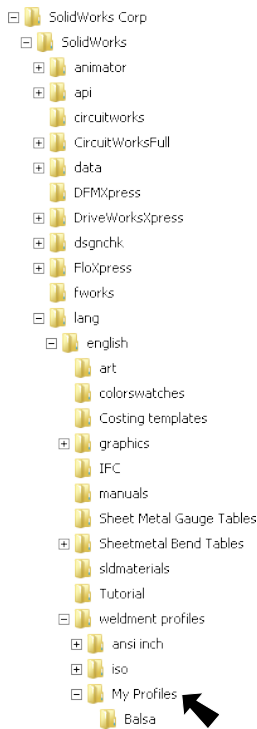 SolidWorks Corp
SolidWorks
animator
api
circuitworks
CircuitWorksFull
data
DFMXpress
DriveWorksXpress
dsgnchk
FloXpress
fworks
lang
english
art
colorswatches
Costing templates
graphics
IFC
manuals
Sheet Metal Gauge Tables
Sheetmetal Bend Tables
sldmaterials
Tutorial
weldment profiles
ansi inch
iso
My Profiles
Balsa